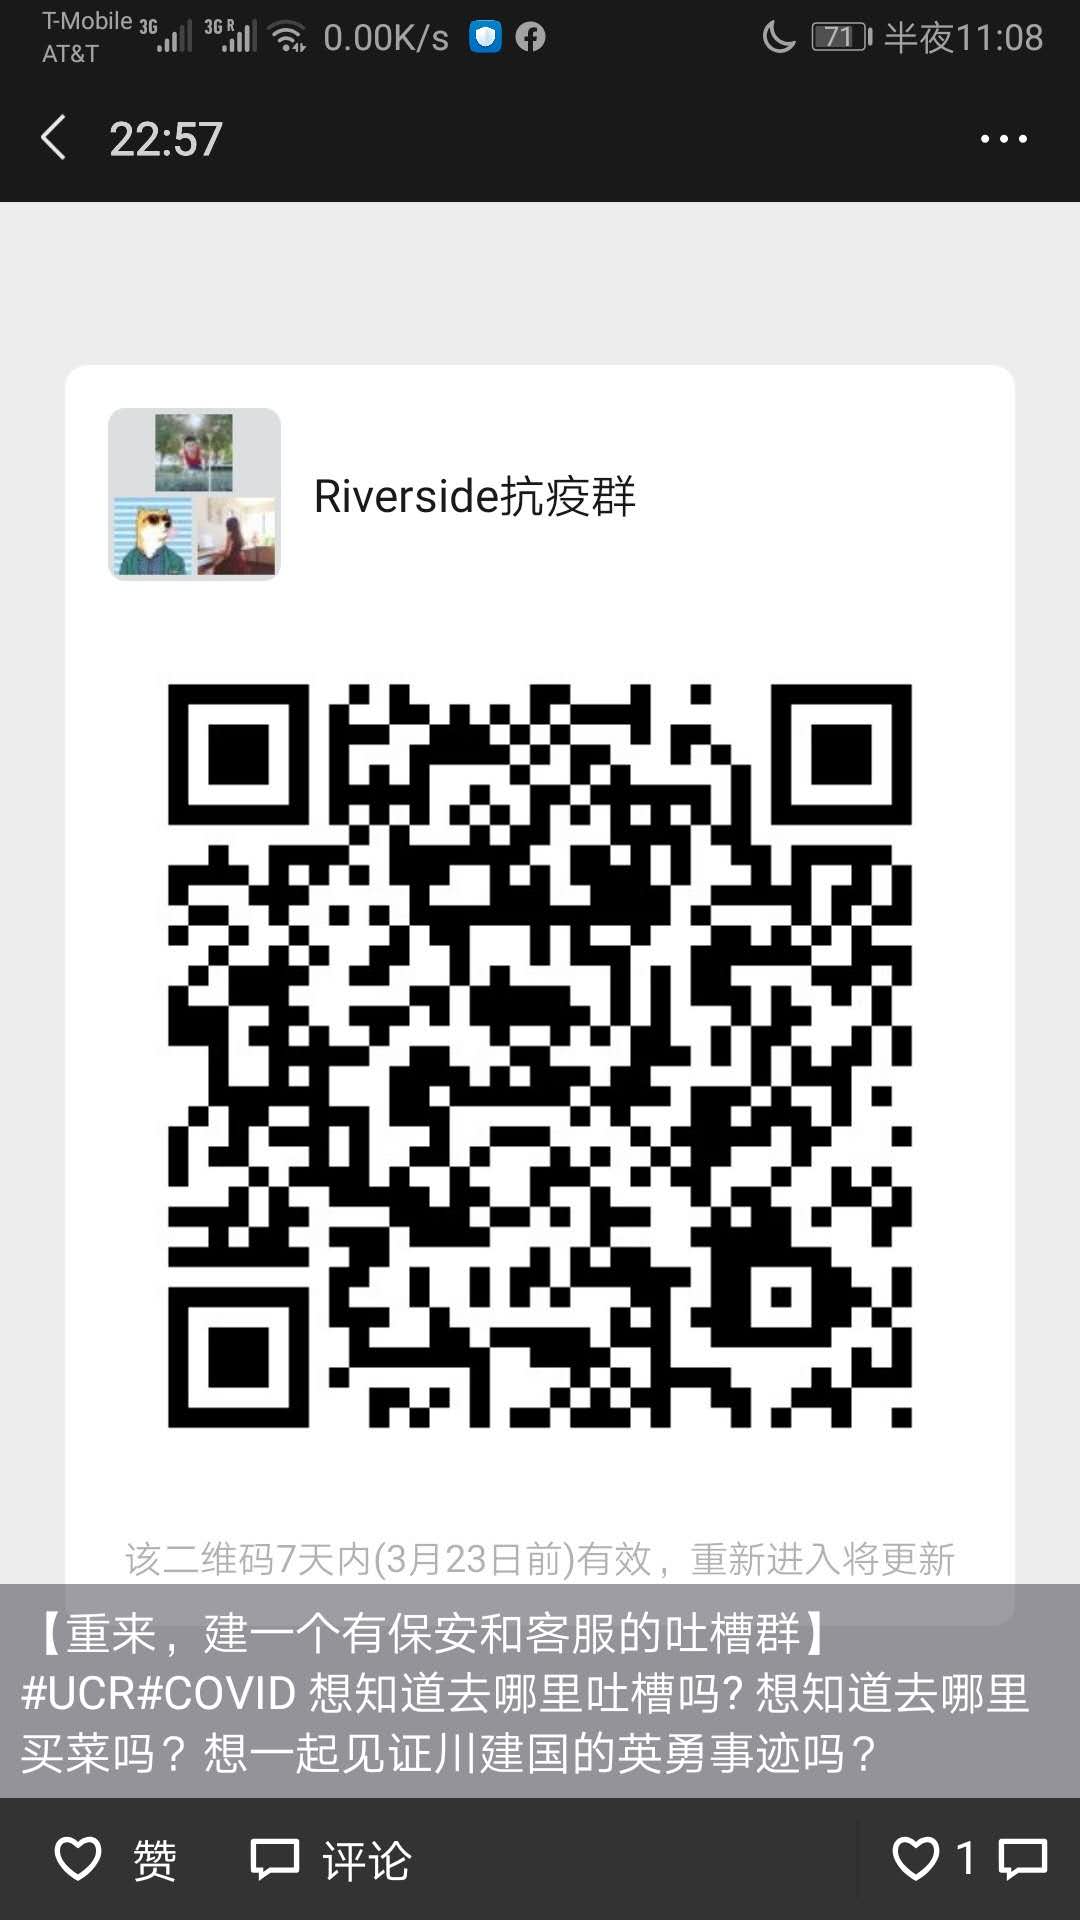 T-Mobile 3G 3G R 0.00K/s 71 半夜11:08
AT&T
22:57
Riverside抗疫群
该二维码7天内(3月23日前)有效，重新进入将更新
【重来，建一个有保安和客服的吐槽群】
#UCR#COVID 想知道去哪里吐槽吗? 想知道去哪里
买菜吗？想一起见证川建国的英勇事迹吗？
赞 评论 1